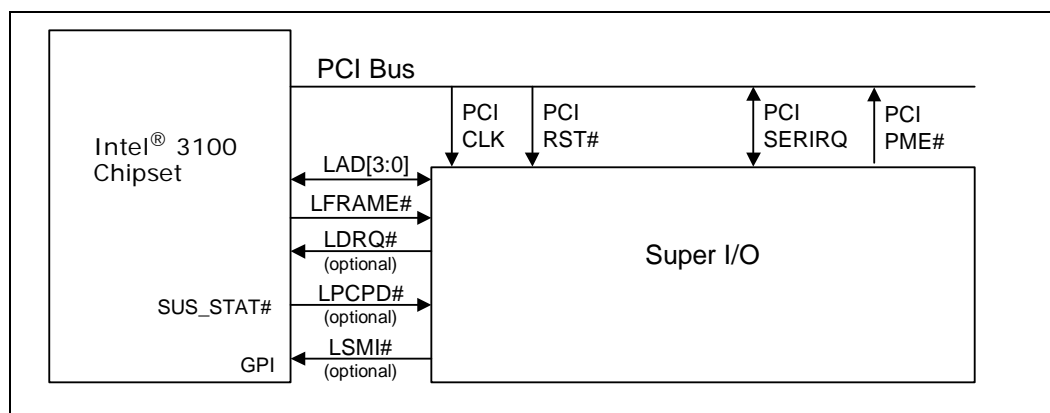 PCI Bus
PCI
CLK
PCI
RST#
PCI
SERIRQ
PCI
PME#
Intel® 3100
Chipset
LAD[3:0]
LFRAME#
LDRQ#
(optional)
Super I/O
SUS_STAT#
LPCPD#
(optional)
GPI
LSMI#
(optional)